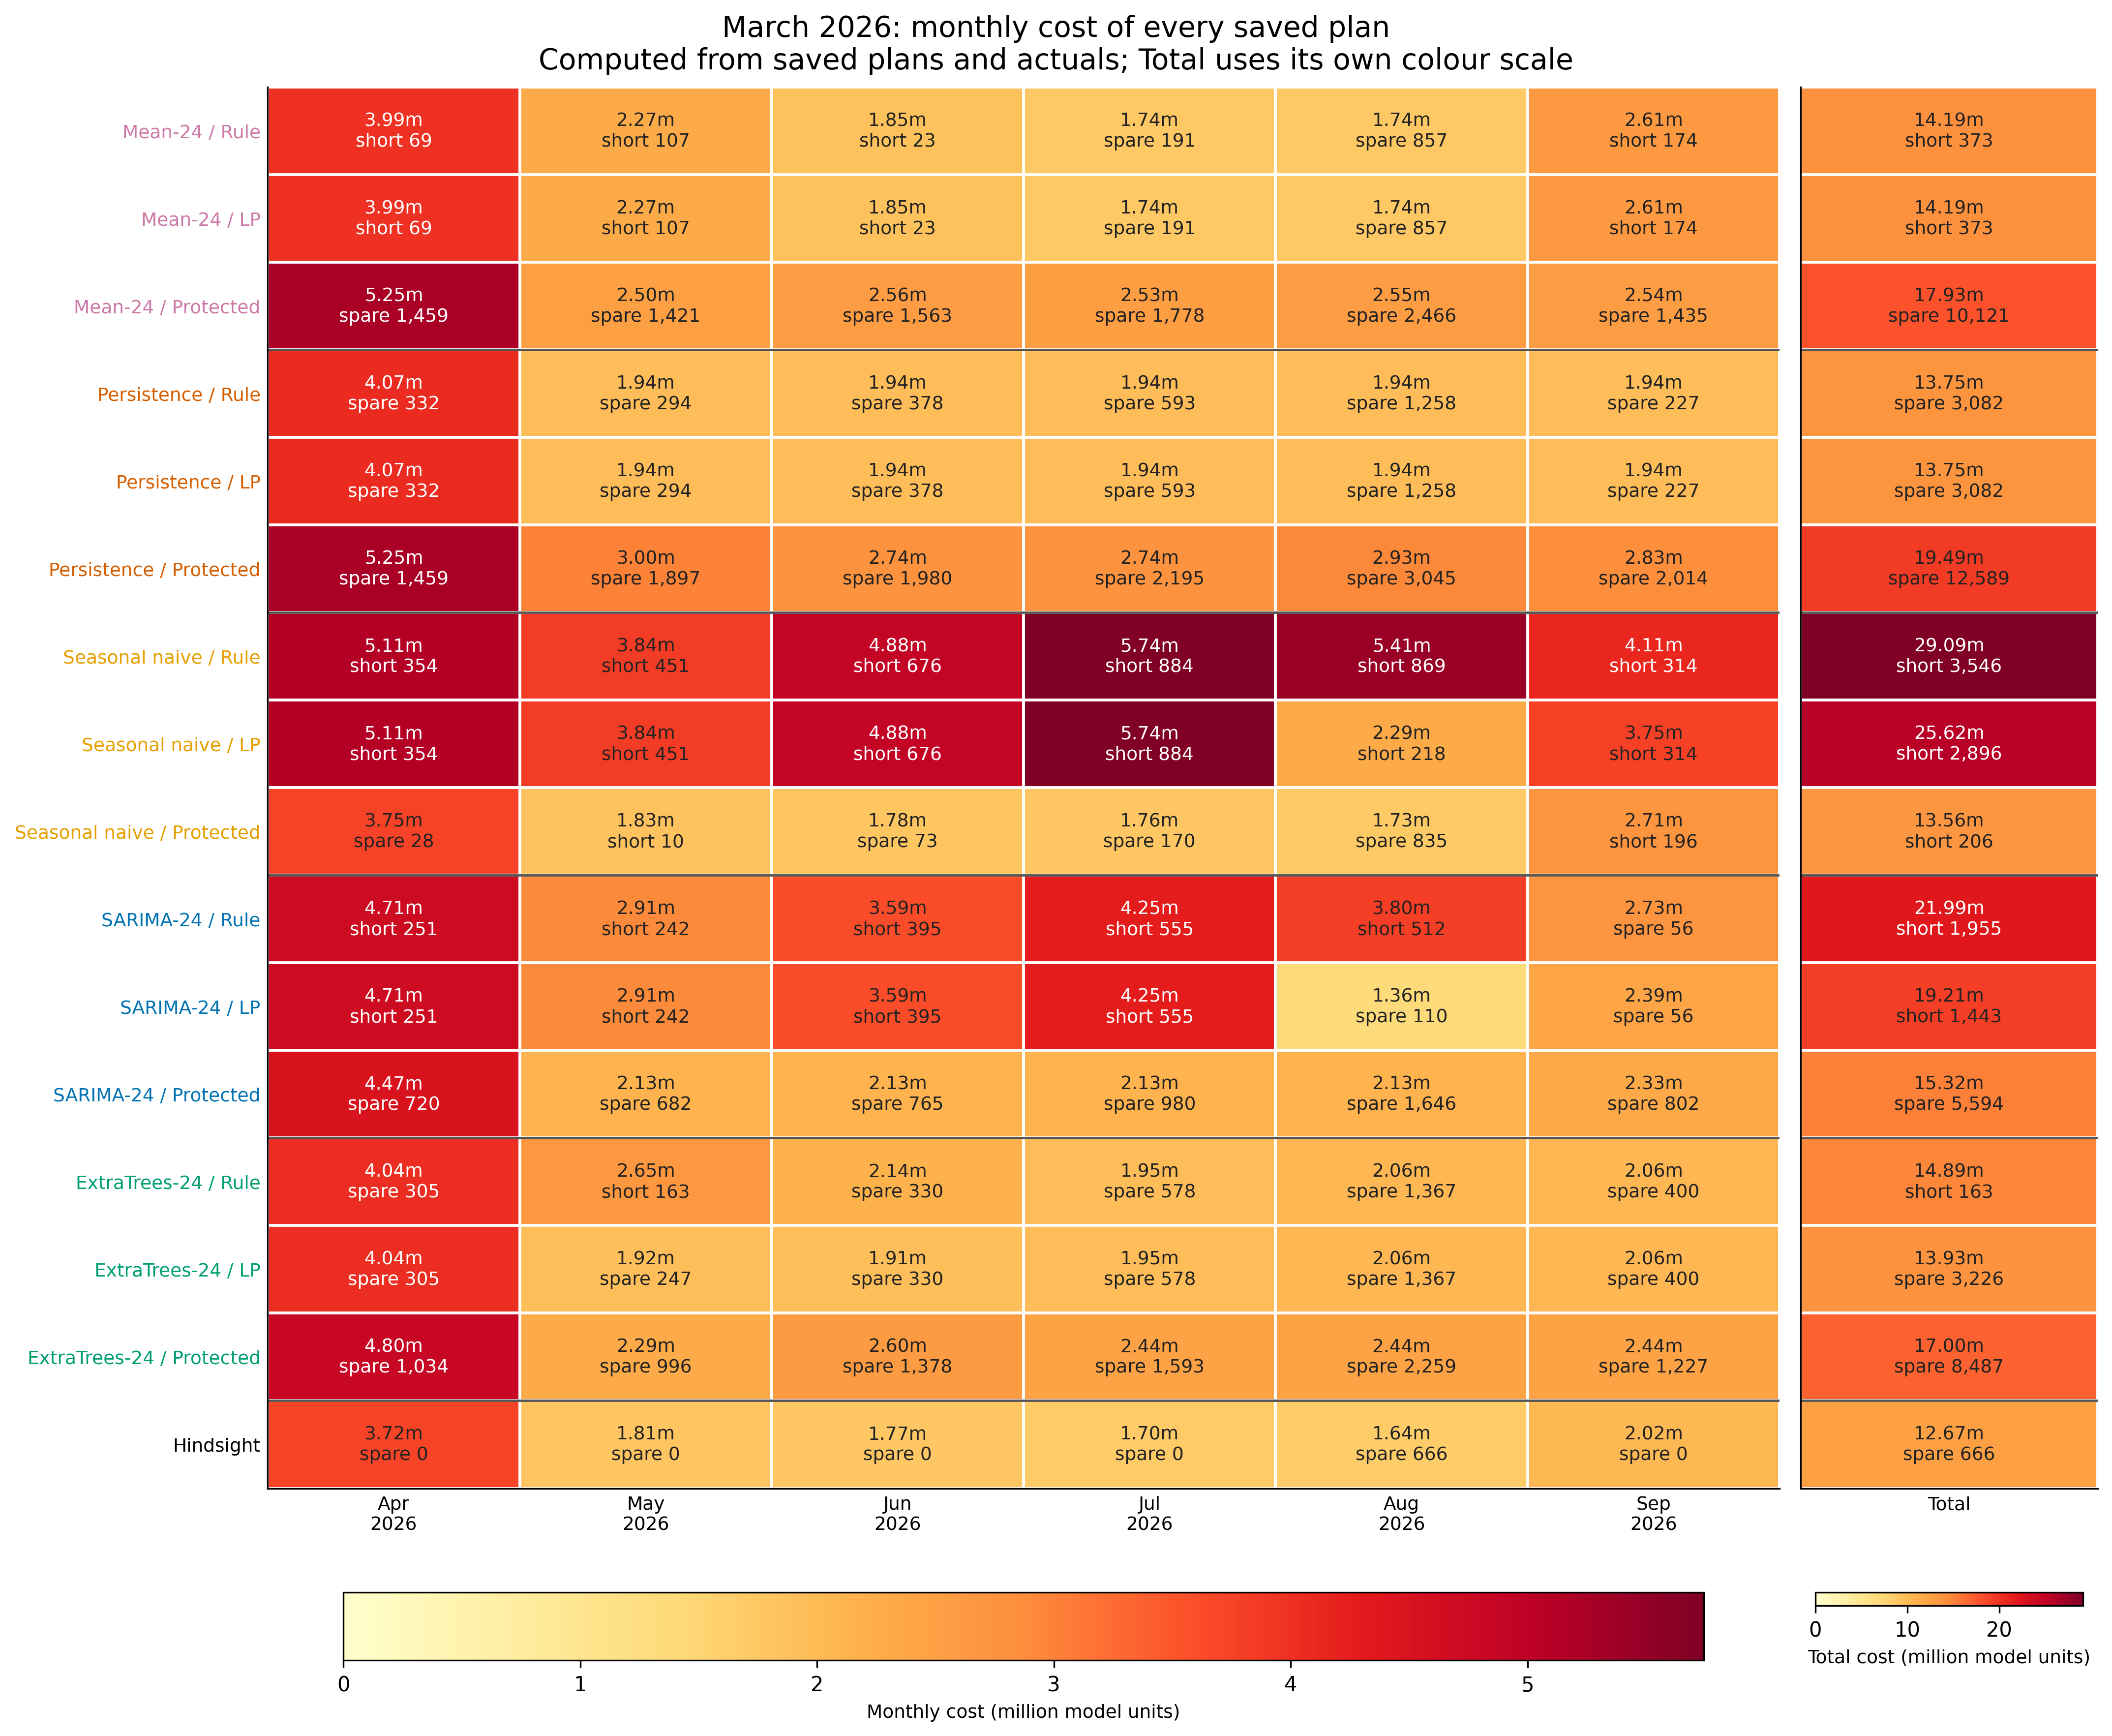 March 2026: monthly cost of every saved plan
Computed from saved plans and actuals; Total uses its own colour scale
Mean-24 / Rule
3.99m 2.27m 1.85m 1.74m 1.74m 2.61m 14.19m
short 69 short 107 short 23 spare 191 spare 857 short 174 short 373
Mean-24 / LP
3.99m 2.27m 1.85m 1.74m 1.74m 2.61m 14.19m
short 69 short 107 short 23 spare 191 spare 857 short 174 short 373
Mean-24 / Protected
5.25m 2.50m 2.56m 2.53m 2.55m 2.54m 17.93m
spare 1,459 spare 1,421 spare 1,563 spare 1,778 spare 2,466 spare 1,435 spare 10,121
Persistence / Rule
4.07m 1.94m 1.94m 1.94m 1.94m 1.94m 13.75m
spare 332 spare 294 spare 378 spare 593 spare 1,258 spare 227 spare 3,082
Persistence / LP
4.07m 1.94m 1.94m 1.94m 1.94m 1.94m 13.75m
spare 332 spare 294 spare 378 spare 593 spare 1,258 spare 227 spare 3,082
Persistence / Protected
5.25m 3.00m 2.74m 2.74m 2.93m 2.83m 19.49m
spare 1,459 spare 1,897 spare 1,980 spare 2,195 spare 3,045 spare 2,014 spare 12,589
Seasonal naive / Rule
5.11m 3.84m 4.88m 5.74m 5.41m 4.11m 29.09m
short 354 short 451 short 676 short 884 short 869 short 314 short 3,546
Seasonal naive / LP
5.11m 3.84m 4.88m 5.74m 2.29m 3.75m 25.62m
short 354 short 451 short 676 short 884 short 218 short 314 short 2,896
Seasonal naive / Protected
3.75m 1.83m 1.78m 1.76m 1.73m 2.71m 13.56m
spare 28 short 10 spare 73 spare 170 spare 835 short 196 short 206
SARIMA-24 / Rule
4.71m 2.91m 3.59m 4.25m 3.80m 2.73m 21.99m
short 251 short 242 short 395 short 555 short 512 spare 56 short 1,955
SARIMA-24 / LP
4.71m 2.91m 3.59m 4.25m 1.36m 2.39m 19.21m
short 251 short 242 short 395 short 555 spare 110 spare 56 short 1,443
SARIMA-24 / Protected
4.47m 2.13m 2.13m 2.13m 2.13m 2.33m 15.32m
spare 720 spare 682 spare 765 spare 980 spare 1,646 spare 802 spare 5,594
ExtraTrees-24 / Rule
4.04m 2.65m 2.14m 1.95m 2.06m 2.06m 14.89m
spare 305 short 163 spare 330 spare 578 spare 1,367 spare 400 short 163
ExtraTrees-24 / LP
4.04m 1.92m 1.91m 1.95m 2.06m 2.06m 13.93m
spare 305 spare 247 spare 330 spare 578 spare 1,367 spare 400 spare 3,226
ExtraTrees-24 / Protected
4.80m 2.29m 2.60m 2.44m 2.44m 2.44m 17.00m
spare 1,034 spare 996 spare 1,378 spare 1,593 spare 2,259 spare 1,227 spare 8,487
Hindsight
3.72m 1.81m 1.77m 1.70m 1.64m 2.02m 12.67m
spare 0 spare 0 spare 0 spare 0 spare 666 spare 0 spare 666
Apr May Jun Jul Aug Sep Total
2026 2026 2026 2026 2026 2026
0 1 2 3 4 5
Monthly cost (million model units)
0 10 20
Total cost (million model units)